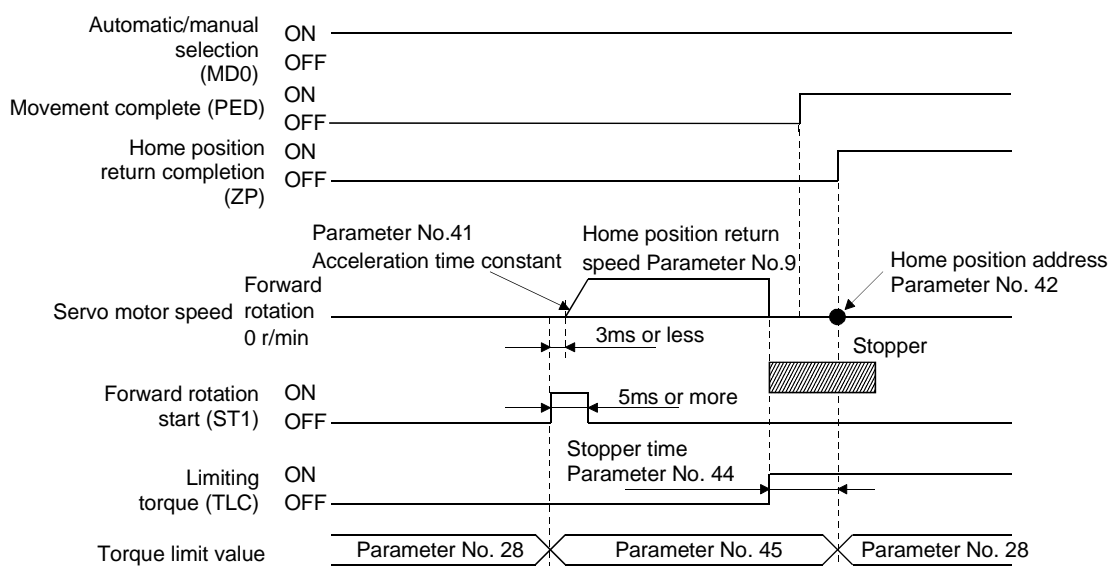 Automatic/manual
selection
(MD0)
ON
OFF
Movement complete (PED)
ON
OFF
Home position
return completion
(ZP)
ON
OFF
Parameter No.41
Acceleration time constant
Home position return
speed Parameter No.9
Home position address
Parameter No. 42
Servo motor speed
Forward
rotation
0 r/min
3ms or less
Stopper
Forward rotation
start (ST1)
ON
OFF
5ms or more
Stopper time
Parameter No. 44
Limiting
torque (TLC)
ON
OFF
Torque limit value
Parameter No. 28
Parameter No. 45
Parameter No. 28